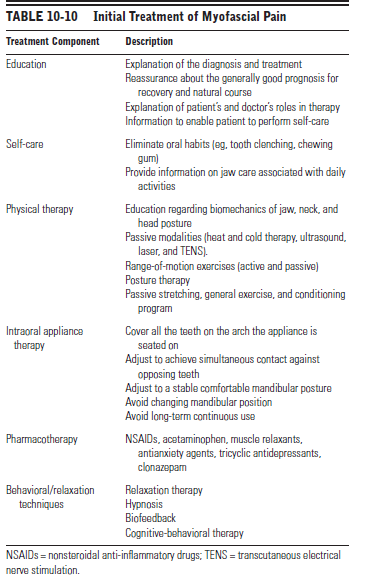 TABLE 10-10 Initial Treatment of Myofascial Pain
Treatment Component Description
Education Explanation of the diagnosis and treatment
Reassurance about the generally good prognosis for
recovery and natural course
Explanation of patient's and doctor's roles in therapy
Information to enable patient to perform self-care
Self-care Eliminate oral habits (eg, tooth clenching, chewing
gum)
Provide information on jaw care associated with daily
activities
Physical therapy Education regarding biomechanics of jaw, neck, and
head posture
Passive modalities (heat and cold therapy, ultrasound,
laser, and TENS).
Range-of-motion exercises (active and passive)
Posture therapy
Passive stretching, general exercise, and conditioning
program
Intraoral appliance Cover all the teeth on the arch the appliance is
therapy seated on
Adjust to achieve simultaneous contact against
opposing teeth
Adjust to a stable comfortable mandibular posture
Avoid changing mandibular position
Avoid long-term continuous use
Pharmacotherapy NSAIDs, acetaminophen, muscle relaxants,
antianxiety agents, tricyclic antidepressants,
clonazepam
Behavioral/relaxation Relaxation therapy
techniques Hypnosis
Biofeedback
Cognitive-behavioral therapy
NSAIDs = nonsteroidal anti-inflammatory drugs; TENS = transcutaneous electrical
nerve stimulation.